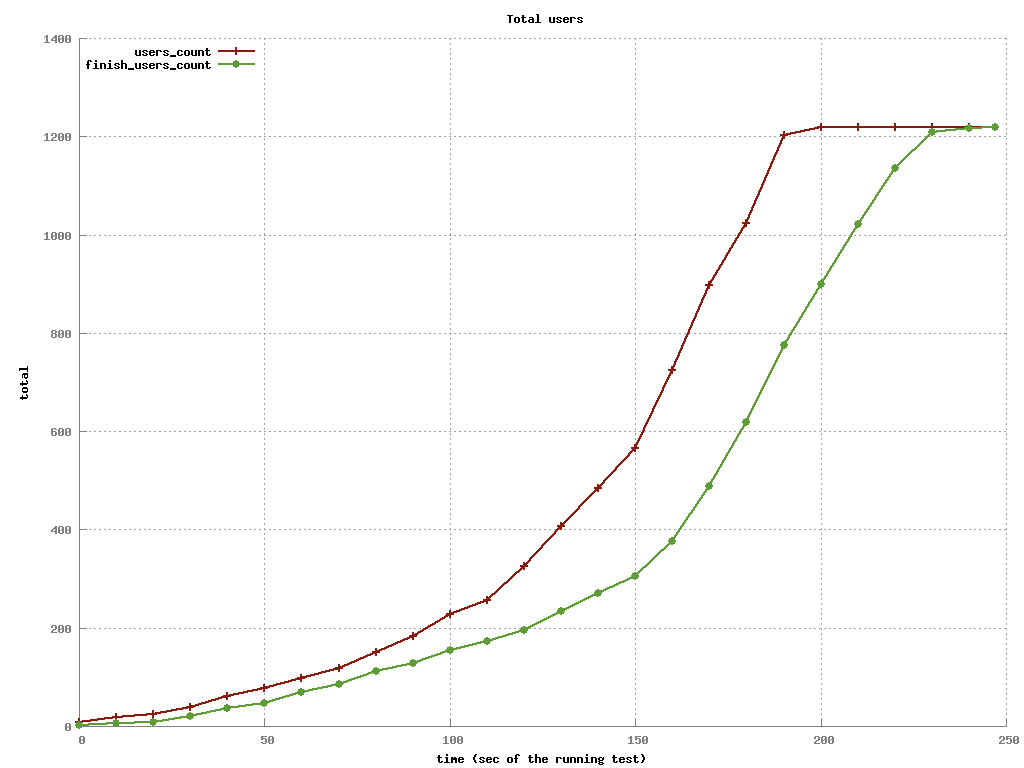 Total users
users_count
finish_users_count
1400
1200
1000
800
600
400
200
0
total
0 50 100 150 200 250
time (sec of the running test)